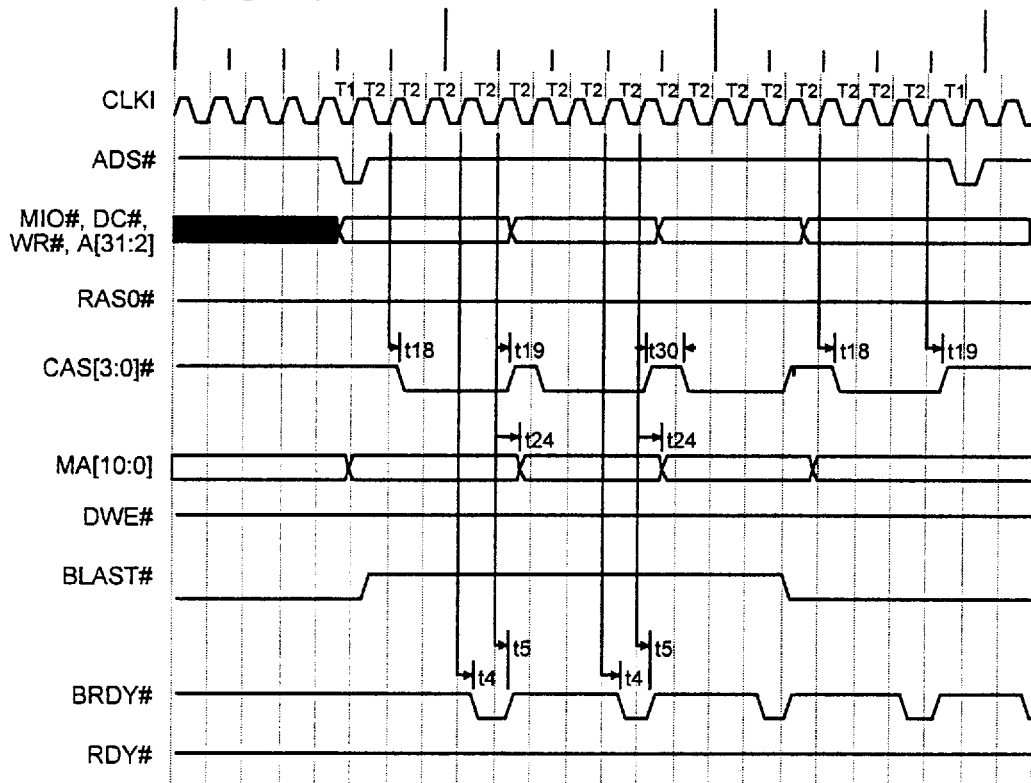 T1 T2 T2 T2 T2 T2 T2 T2 T2 T2 T2 T2 T2 T2 T2 T2 T2 T1
CLKI
ADS#
MIO#, DC#,
WR#, A[31:2]
RAS0#
t18 t19 t30 t18 t19
CAS[3:0]#
t24 t24
MA[10:0]
DWE#
BLAST#
t5 t5
t4 t4
BRDY#
RDY#